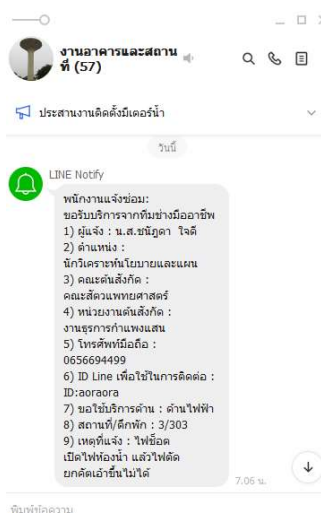 งานอาคารและสถาน
ที่ (57)
ประสานงานติดตั้งมิเตอร์น้ำ
วันนี้
LINE Notify
พนักงานแจ้งซ่อม:
ขอรับบริการจากทีมช่างมืออาชีพ
1) ผู้แจ้ง : น.ส.ชนัฎดา ใจดี
2) ตำแหน่ง :
นักวิเคราะห์นโยบายและแผน
3) คณะต้นสังกัด :
คณะสัตวแพทยศาสตร์
4) หน่วยงานต้นสังกัด :
งานธุรการกำแพงแสน
5) โทรศัพท์มือถือ :
0656694499
6) ID Line เพื่อใช้ในการติดต่อ :
ID:aoraora
7) ขอใช้บริการด้าน : ด้านไฟฟ้า
8) สถานที่/ตึกพัก : 3/303
9) เหตุที่แจ้ง : ไฟช็อต
เปิดไฟห้องน้ำ แล้วไฟตัด
ยกคัตเอ้าขึ้นไม่ได้
7.06 น.
พิมพ์ข้อความ